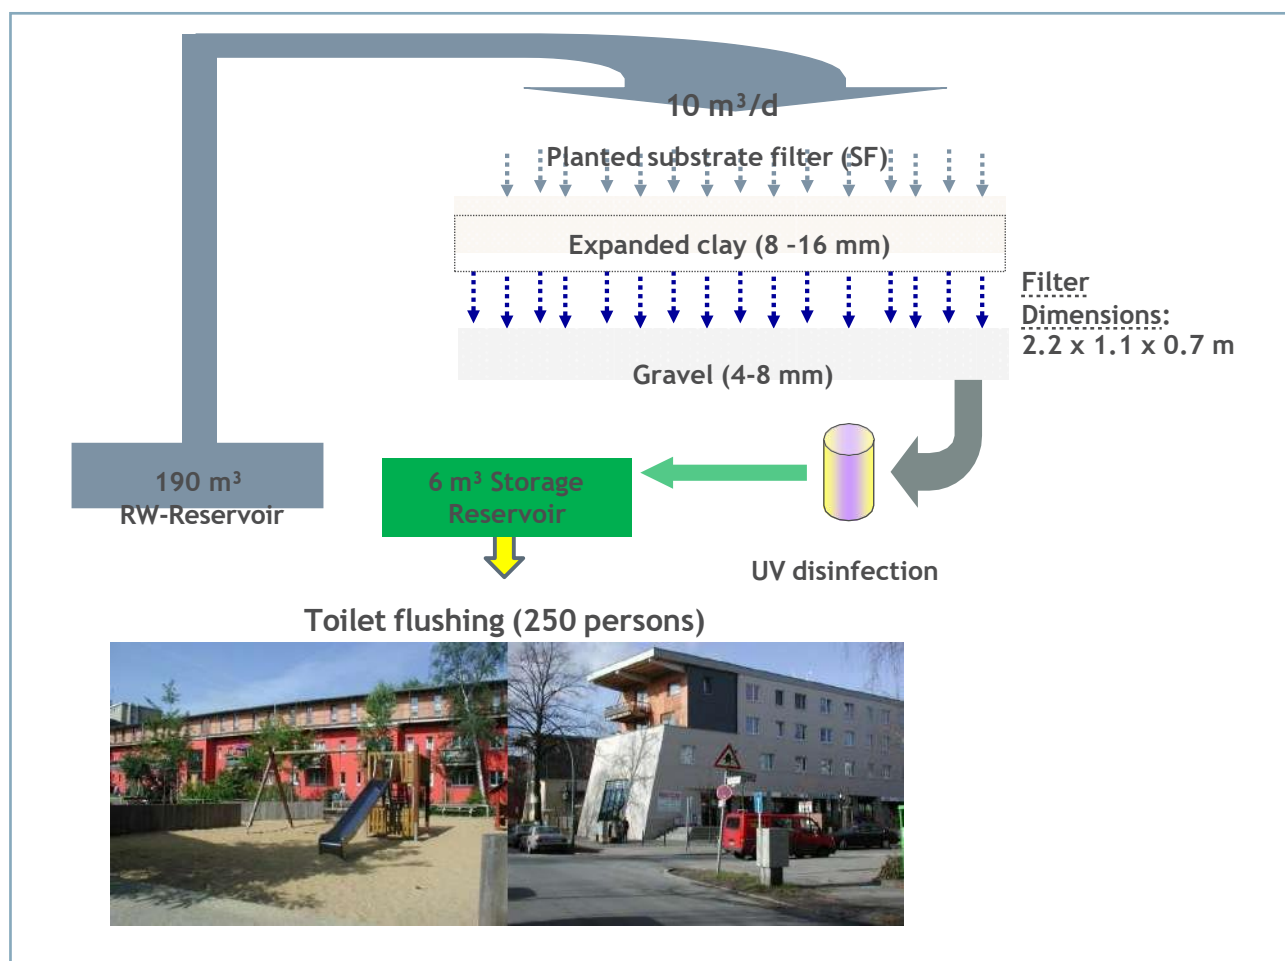 10 m³/d
Planted substrate filter (SF)
Expanded clay (8 –16 mm)
Filter
Dimensions:
2.2 x 1.1 x 0.7 m
Gravel (4-8 mm)
190 m³
RW-Reservoir
6 m³ Storage
Reservoir
UV disinfection
Toilet flushing (250 persons)